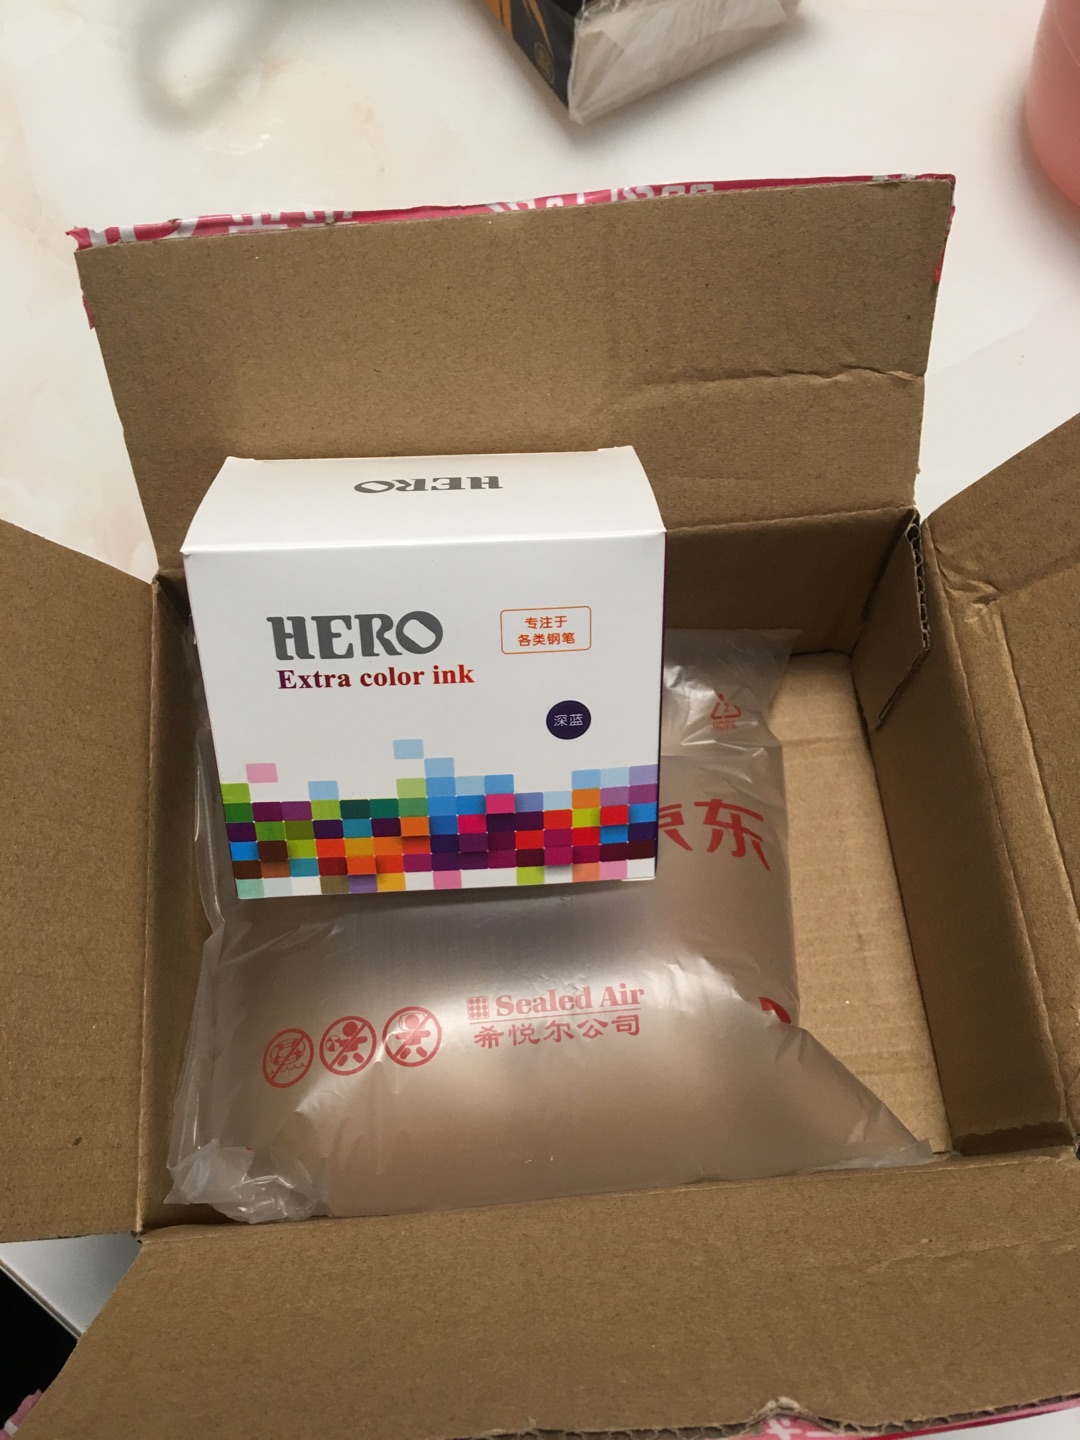 HERO
HERO
专注于
各类钢笔
Extra color ink
深蓝
京东
Sealed Air
希悦尔公司